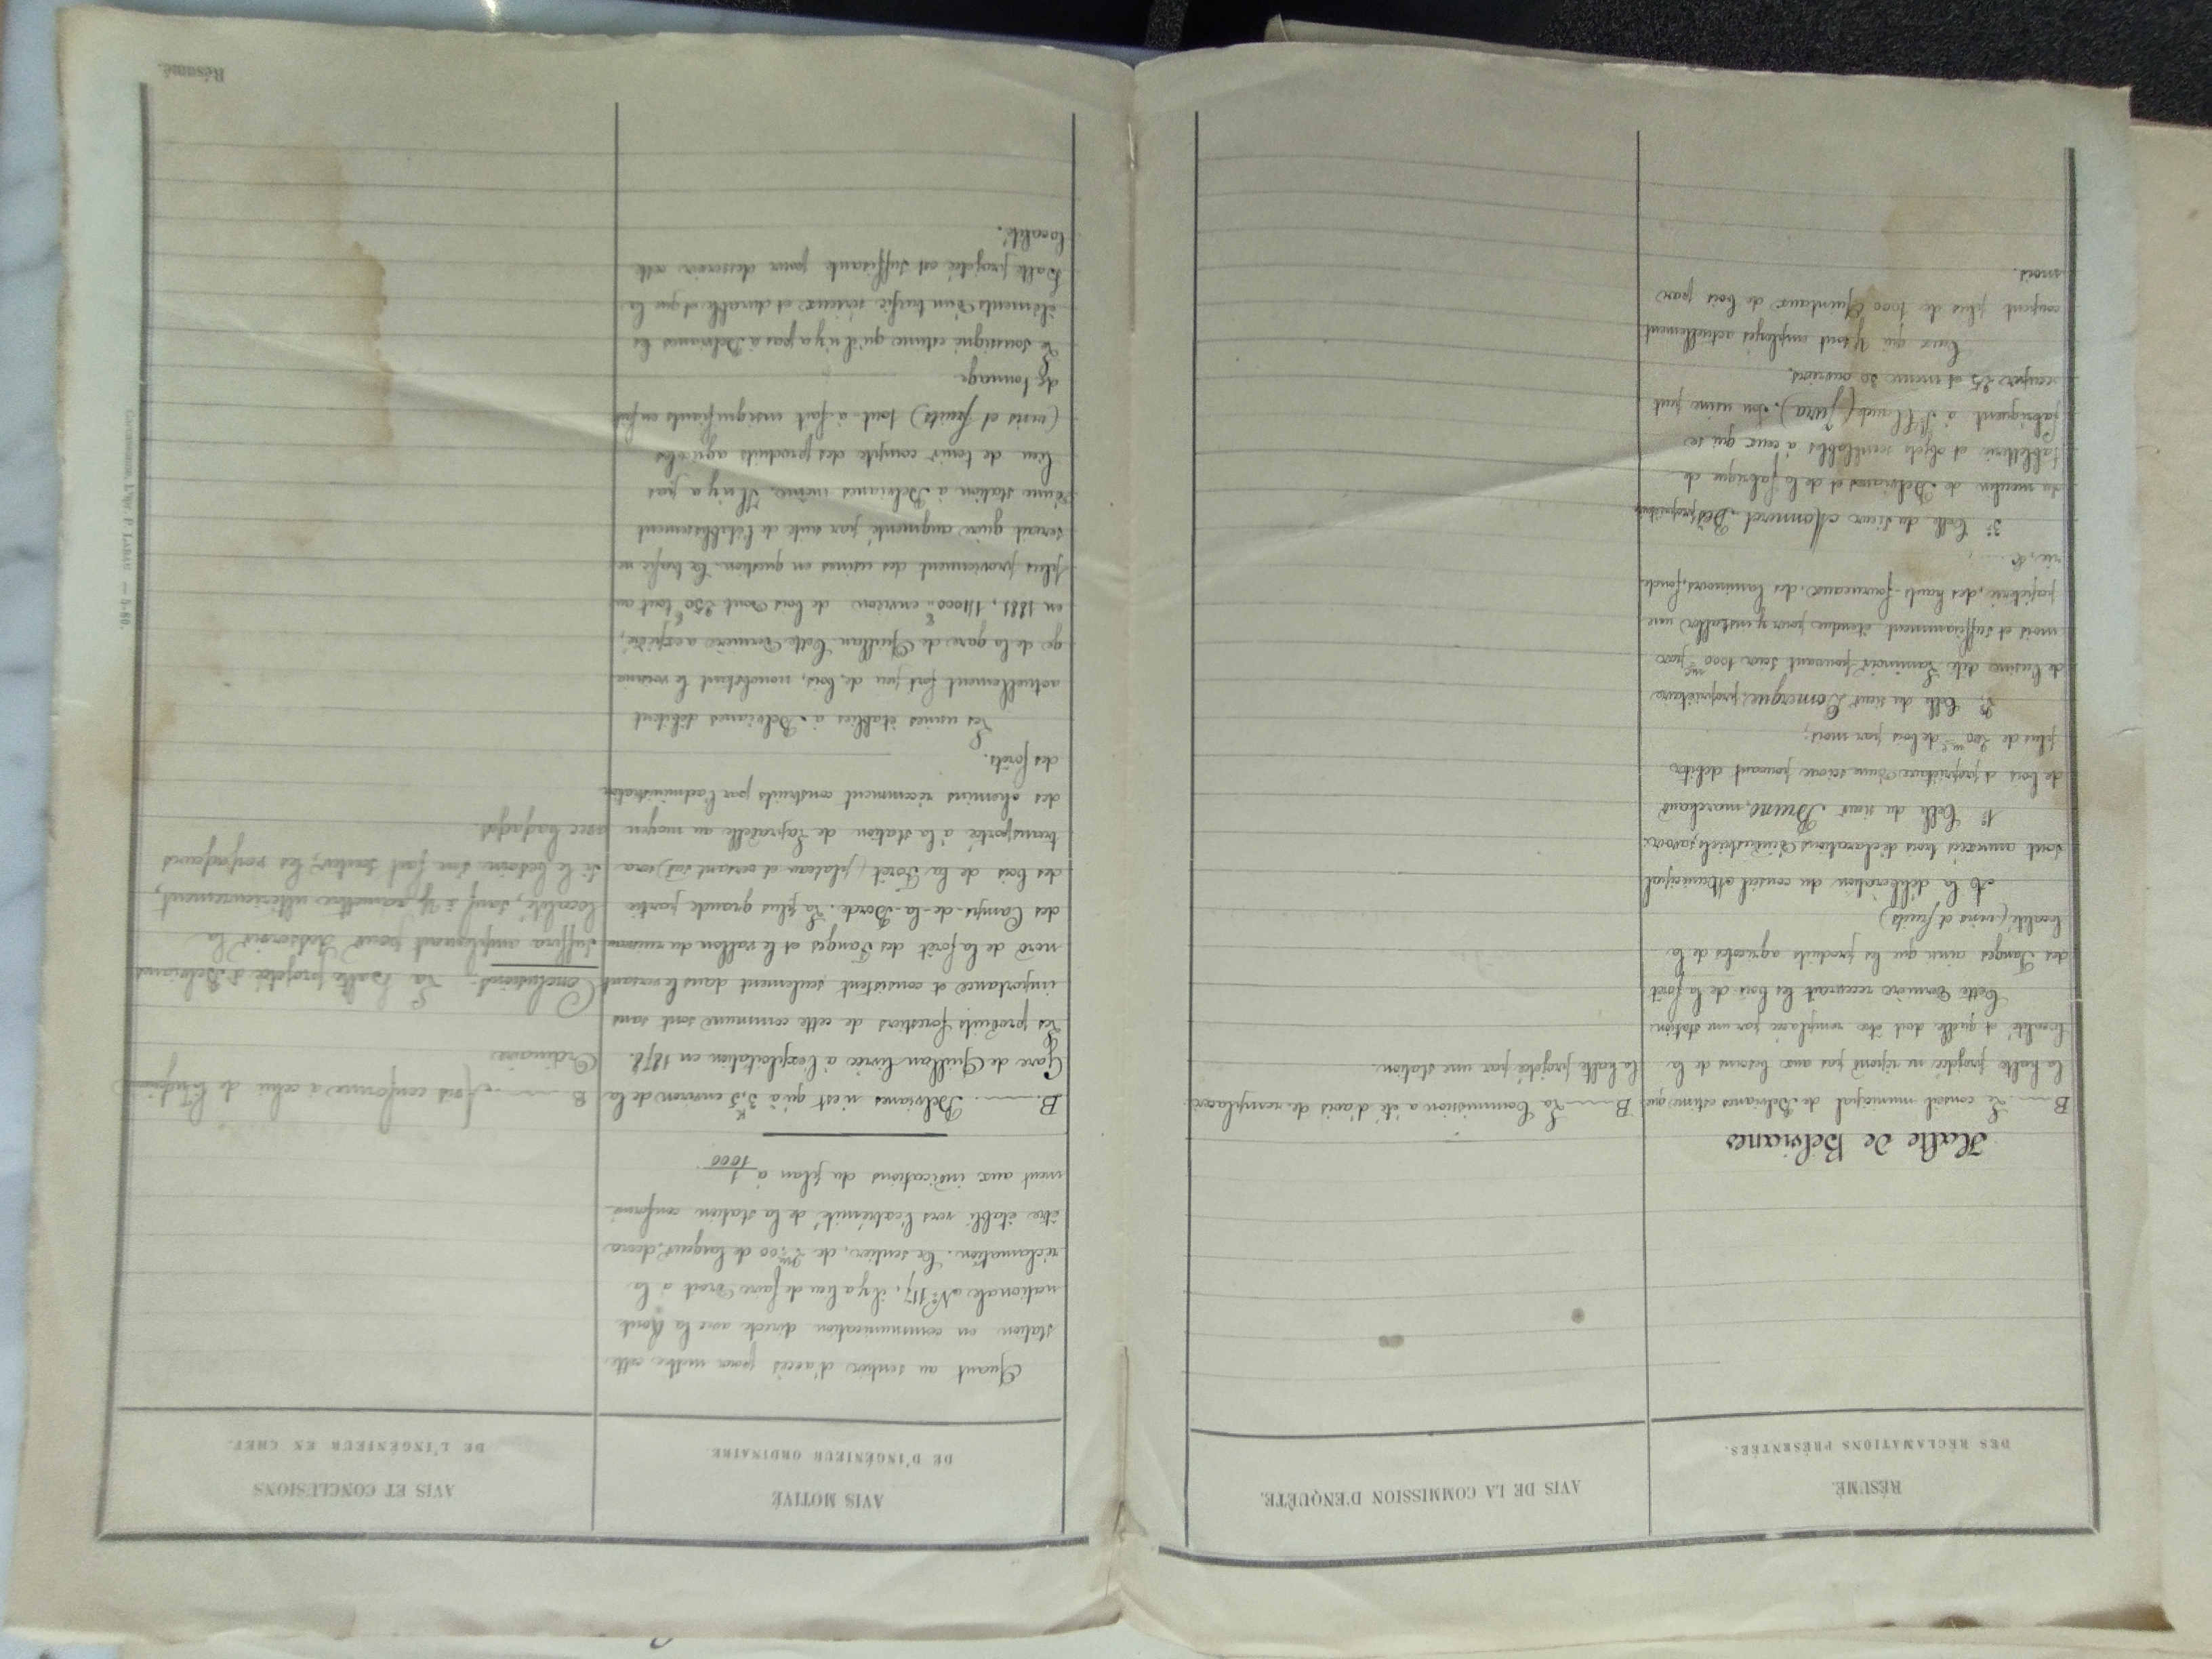 RÉSUMÉ.
DES RÉCLAMATIONS PRÉSENTÉES.
Halte de Belvianes
B Le conseil municipal de Belvianes estime que
la halte projetée ne répond pas aux besoins de la
localité et qu'elle doit être remplacée par une station
Cette dernière recevrait les bois de la forêt
des Fanges ainsi que les produits agricoles de la
localité (vins et fruits)
A la délibération du conseil Municipal
sont annexées trois déclarations d'industriels, savoir:
1º Celle du sieur Bruno, marchand
de bois et propriétaire d'une scierie pouvant débiter
plus de 200mc de bois par mois;
2º Celle du sieur Domergue, propriétaire
de l'usine dite Laminoir pouvant scier 1000mc par
mois et suffisamment étendue pour y installer une
papeterie, des hauts-fourneaux, des laminoirs, fonde-
rie, &
3º Celle du sieur Monneret Bès propriétaire
du moulin de Belvianes et de la fabrique de
tabletterie et objets semblables à ceux qui se
fabriquent à St Claude (Jura). Son usine peut
occuper 25 et même 30 ouvriers.
Ceux qui y sont employés actuellement
coupent plus de 1000 Quintaux de bois par
mois.
AVIS DE LA COMMISSION D'ENQUÊTE.
B La Commission a été d'avis de remplacer
la halte projetée par une station.
AVIS MOTIVÉ
DE D'INGÉNIEUR ORDINAIRE.
Quant au sentier d'accès pour mettre cette
station en communication directe avec la Route
nationale Nº 117, il y a lieu de faire droit à la
réclamation. Ce sentier, de 2m00 de largeur, devra
être établi vers l'extrémité de la station conformé-
ment aux indications du plan à 1/1000.
B. Belvianes n'est qu'à 3K,5 environ de la
Gare de Quillan livrée à l'exploitation en 1878.
Les produits forestiers de cette commune sont sans
importance et consistent seulement dans le versant
nord de la forêt des Fanges et le vallon du ruisseau
des Camps-de-la-Borde. La plus grande partie
des bois de la Forêt (plateau et versant sud) sera
transportée à la station de Lapradelle au moyen
des chemins récemment construits par l'administration
des forêts.
Les usines établies à Belvianes débitent
actuellement fort peu de bois, nonobstant le voisina-
ge de la gare de Quillan. Cette dernière a expédié,
en 1881, 14000t environ de bois dont 250t tout au
plus proviennent des usines en question. Ce trafic ne
serait guère augmenté par suite de l'établissement
d'une station à Belvianes même. Il n'y a pas
lieu de tenir compte des produits agricoles
(vins et fruits) tout-à-fait insignifiants en fait
de tonnage.
Le soussigné estime qu'il n'y a pas à Belvianes les
éléments d'un trafic sérieux et durable et que la
halte projetée est suffisante pour desservir cette
localité.
AVIS ET CONCLUSIONS
DE L'INGÉNIEUR EN CHEF.
B Avis conforme à celui de l'Ingénieur
Ordinaire
Conclusions - La halte projetée à Belvianes
suffira amplement pour desservir la
localité, sauf à y admettre ultérieurement,
si le besoin s'en fait sentir, les voyageurs
avec bagages.
Carcassonne, L. P. LABAU — 5-80.
Résumé.